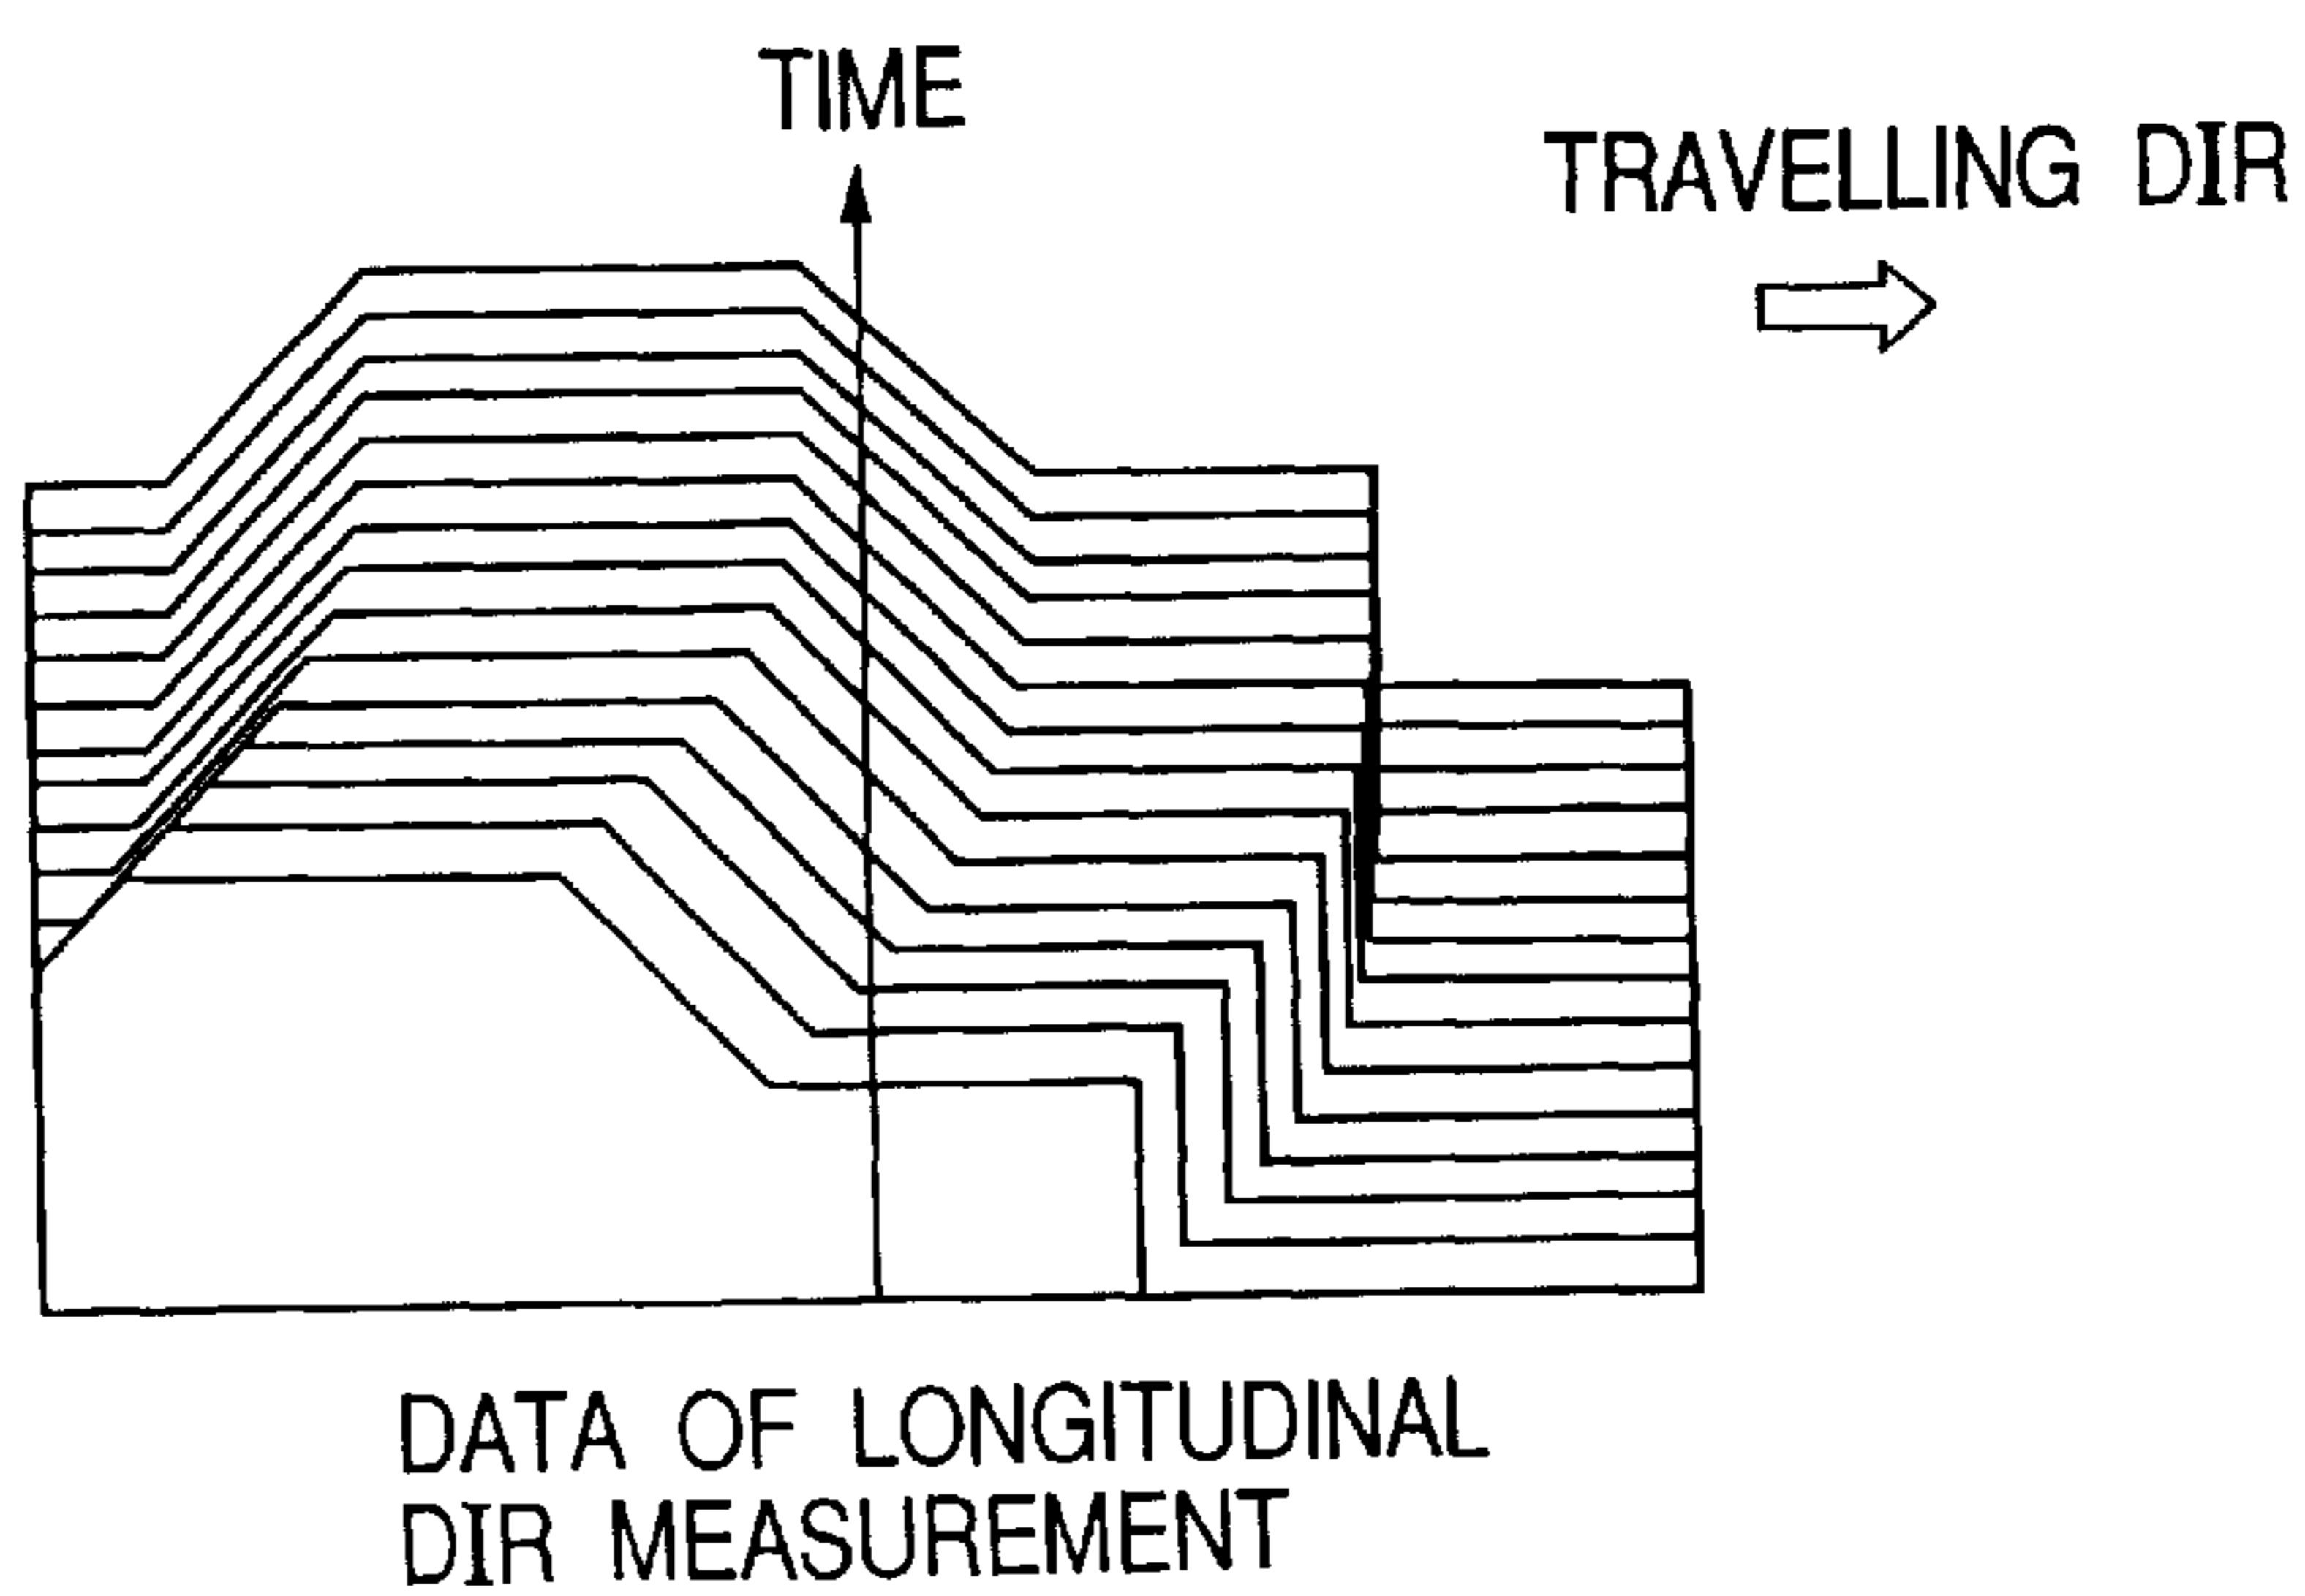 TIME
TRAVELLING DIR
DATA OF LONGITUDINAL
DIR MEASUREMENT